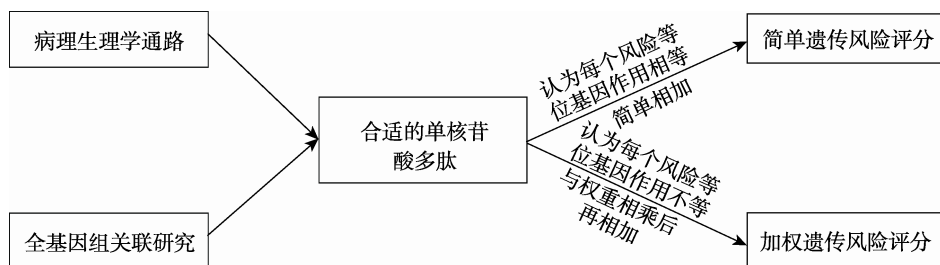 病理生理学通路
全基因组关联研究
合适的单核苷
酸多肽
认为每个风险等
位基因作用相等
简单相加
认为每个风险等
位基因作用不等
与权重相乘后
再相加
简单遗传风险评分
加权遗传风险评分